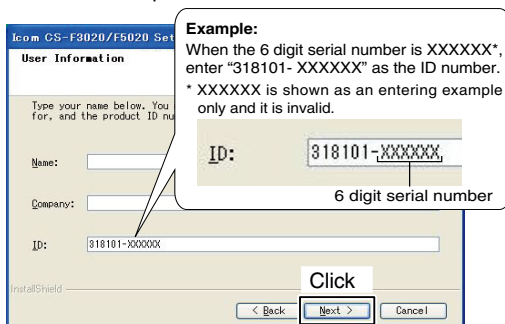 Icom CS-F3020/F5020 Set
User Information
Type your name below. You
for, and the product ID nu
Name:
Company:
ID:
318101-XXXXXX
InstallShield
< Back
Next >
Cancel
Click
Example:
When the 6 digit serial number is XXXXXX*,
enter “318101- XXXXXX” as the ID number.
* XXXXXX is shown as an entering example
only and it is invalid.
ID:
318101-XXXXXX
6 digit serial number